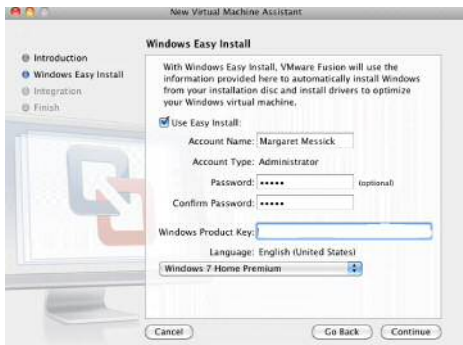 New Virtual Machine Assistant
Windows Easy Install
Introduction
Windows Easy Install
Integration
Finish
With Windows Easy Install, VMware Fusion will use the
information provided here to automatically install Windows
from your installation disc and install drivers to optimize
your Windows virtual machine.
Use Easy Install:
Account Name: Margaret Messick
Account Type: Administrator
Password: ••••• (optional)
Confirm Password: •••••
Windows Product Key:
Language: English (United States)
Windows 7 Home Premium
Cancel Go Back Continue